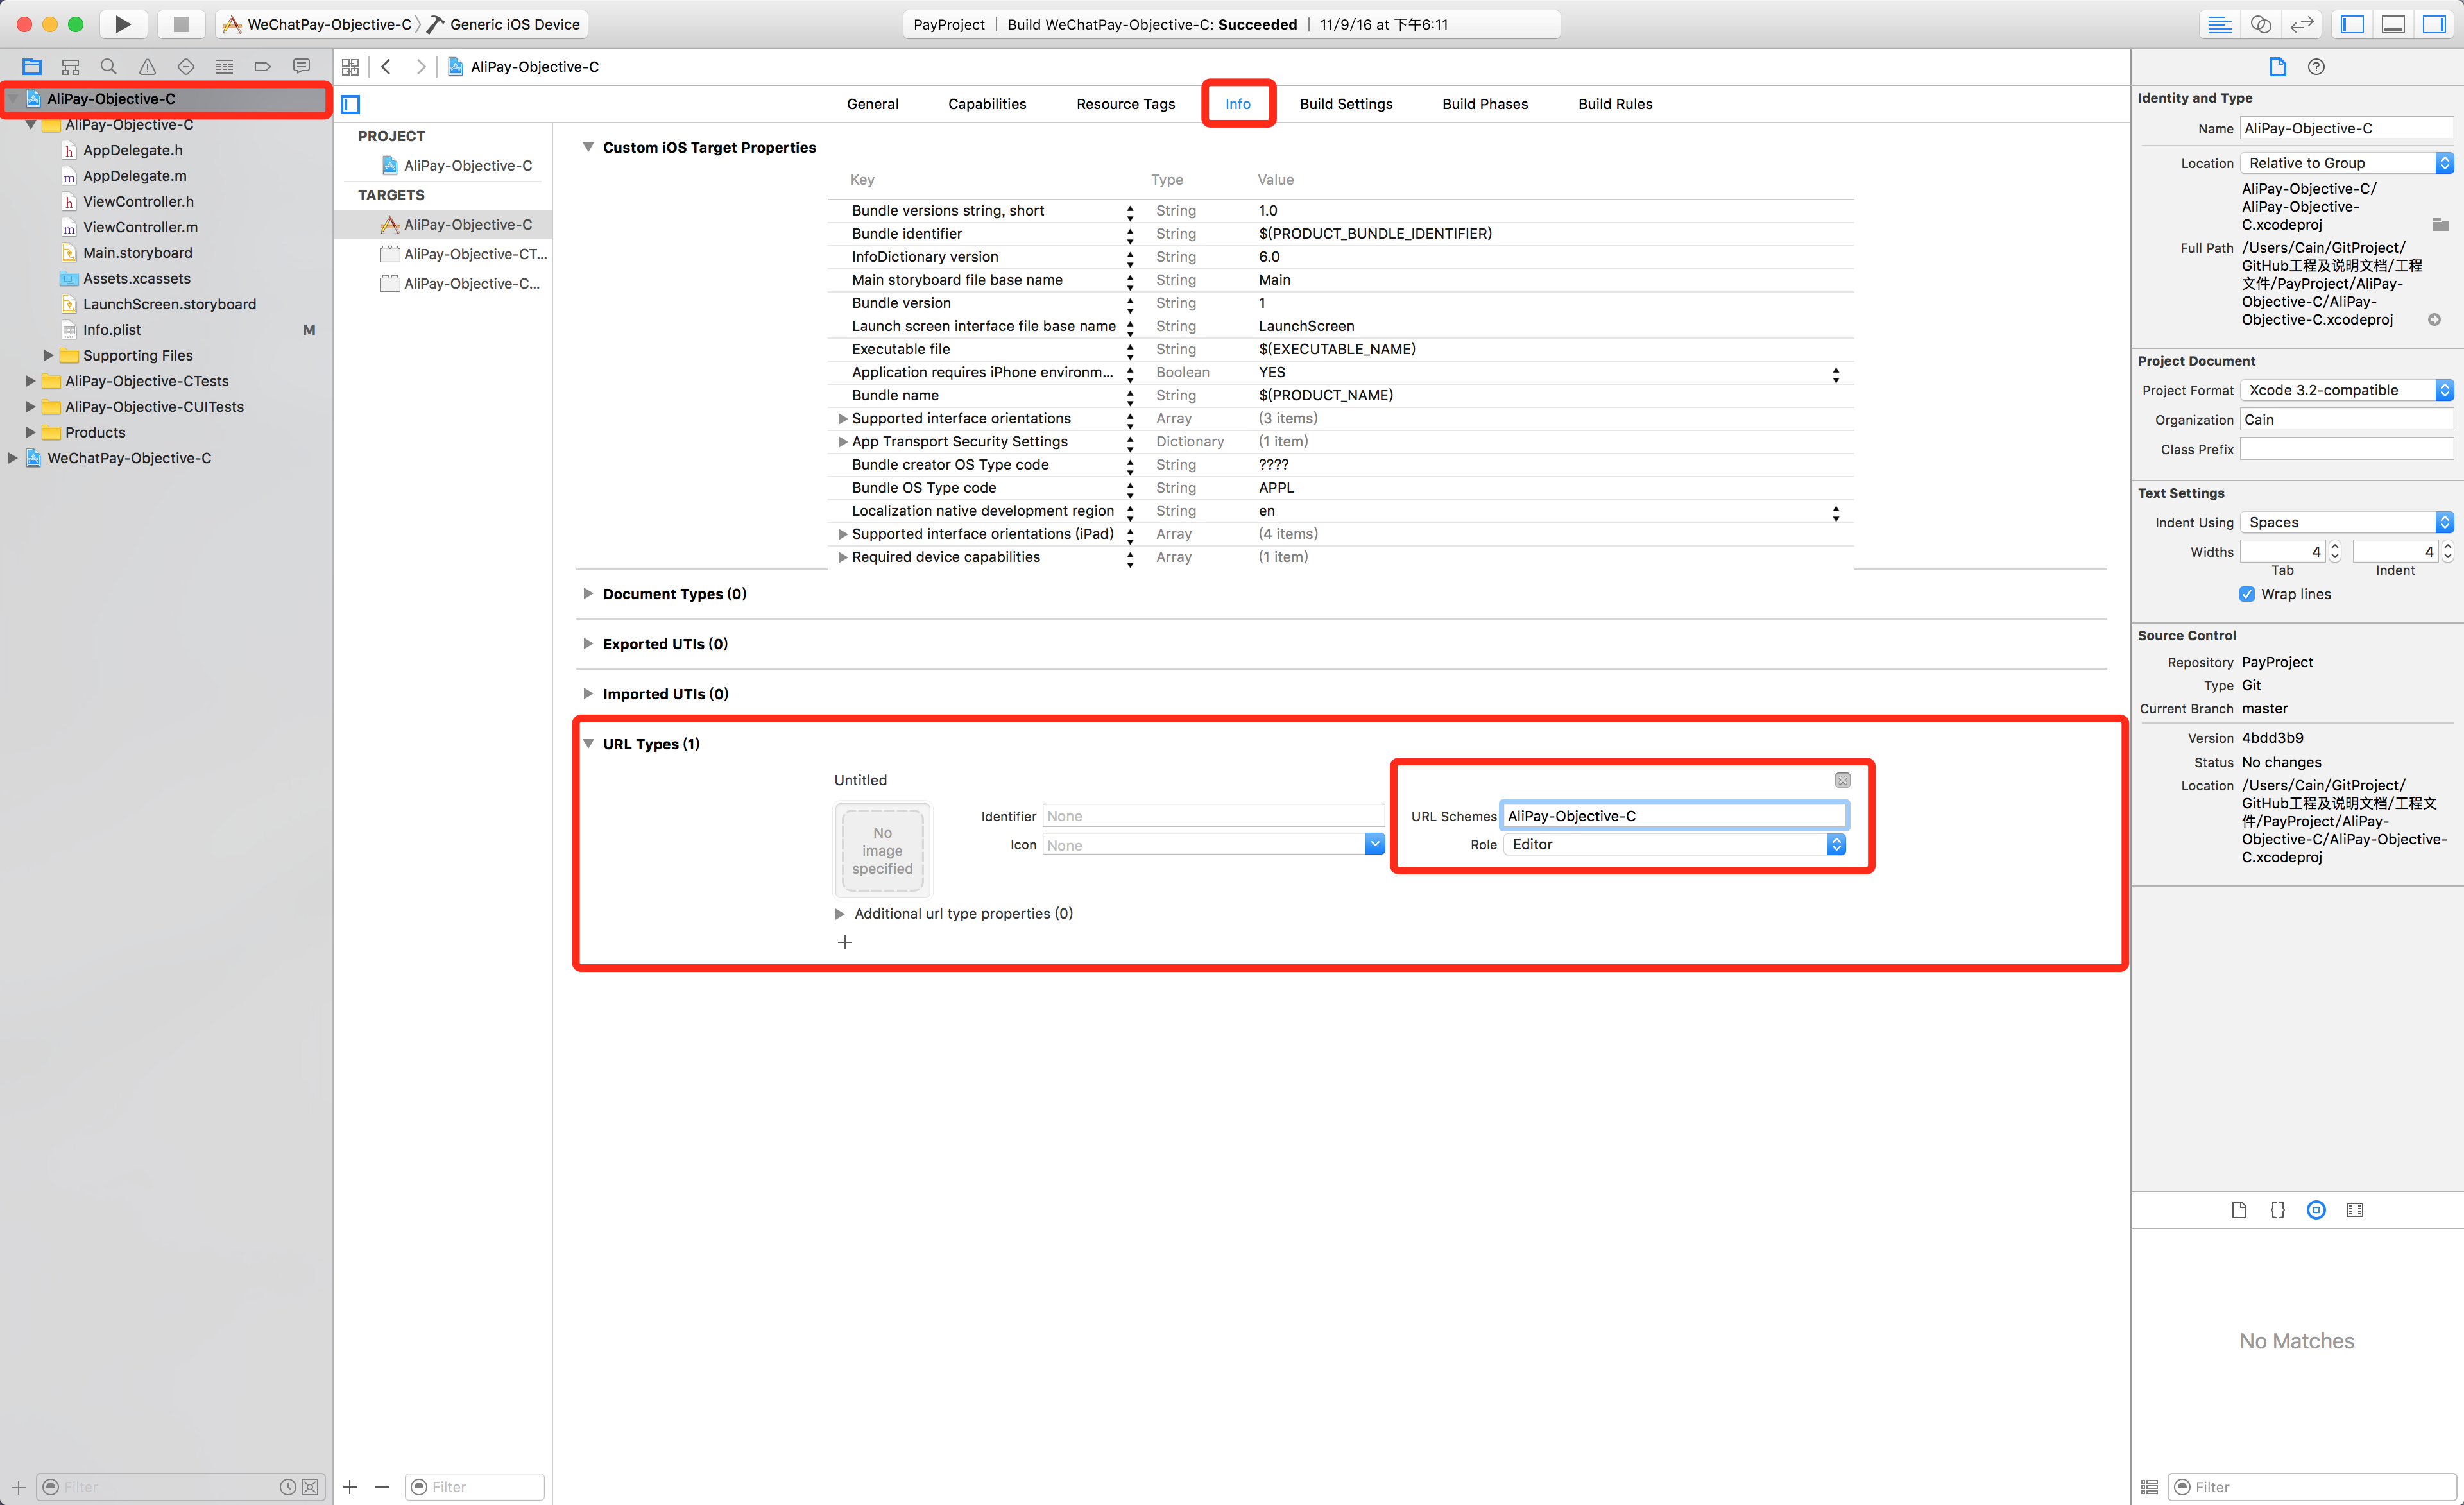 WeChatPay-Objective-C
Generic iOS Device
PayProject | Build WeChatPay-Objective-C: Succeeded | 11/9/16 at 下午6:11
AliPay-Objective-C
AliPay-Objective-C
AppDelegate.h
AppDelegate.m
ViewController.h
ViewController.m
Main.storyboard
Assets.xcassets
LaunchScreen.storyboard
Info.plist M
Supporting Files
AliPay-Objective-CTests
AliPay-Objective-CUITests
Products
WeChatPay-Objective-C
Filter
AliPay-Objective-C
General Capabilities Resource Tags Info Build Settings Build Phases Build Rules
PROJECT
AliPay-Objective-C
TARGETS
AliPay-Objective-C
AliPay-Objective-CT...
AliPay-Objective-C...
Filter
Custom iOS Target Properties
Key Type Value
Bundle versions string, short String 1.0
Bundle identifier String $(PRODUCT_BUNDLE_IDENTIFIER)
InfoDictionary version String 6.0
Main storyboard file base name String Main
Bundle version String 1
Launch screen interface file base name String LaunchScreen
Executable file String $(EXECUTABLE_NAME)
Application requires iPhone environm... Boolean YES
Bundle name String $(PRODUCT_NAME)
Supported interface orientations Array (3 items)
App Transport Security Settings Dictionary (1 item)
Bundle creator OS Type code String ????
Bundle OS Type code String APPL
Localization native development region String en
Supported interface orientations (iPad) Array (4 items)
Required device capabilities Array (1 item)
Document Types (0)
Exported UTIs (0)
Imported UTIs (0)
URL Types (1)
Untitled
No
image
specified
Identifier None
Icon None
URL Schemes AliPay-Objective-C
Role Editor
Additional url type properties (0)
Identity and Type
Name AliPay-Objective-C
Location Relative to Group
AliPay-Objective-C/
AliPay-Objective-
C.xcodeproj
Full Path /Users/Cain/GitProject/
GitHub工程及说明文档/工程
文件/PayProject/AliPay-
Objective-C/AliPay-
Objective-C.xcodeproj
Project Document
Project Format Xcode 3.2-compatible
Organization Cain
Class Prefix
Text Settings
Indent Using Spaces
Widths 4 4
Tab Indent
Wrap lines
Source Control
Repository PayProject
Type Git
Current Branch master
Version 4bdd3b9
Status No changes
Location /Users/Cain/GitProject/
GitHub工程及说明文档/工程文
件/PayProject/AliPay-
Objective-C/AliPay-Objective-
C.xcodeproj
No Matches
Filter